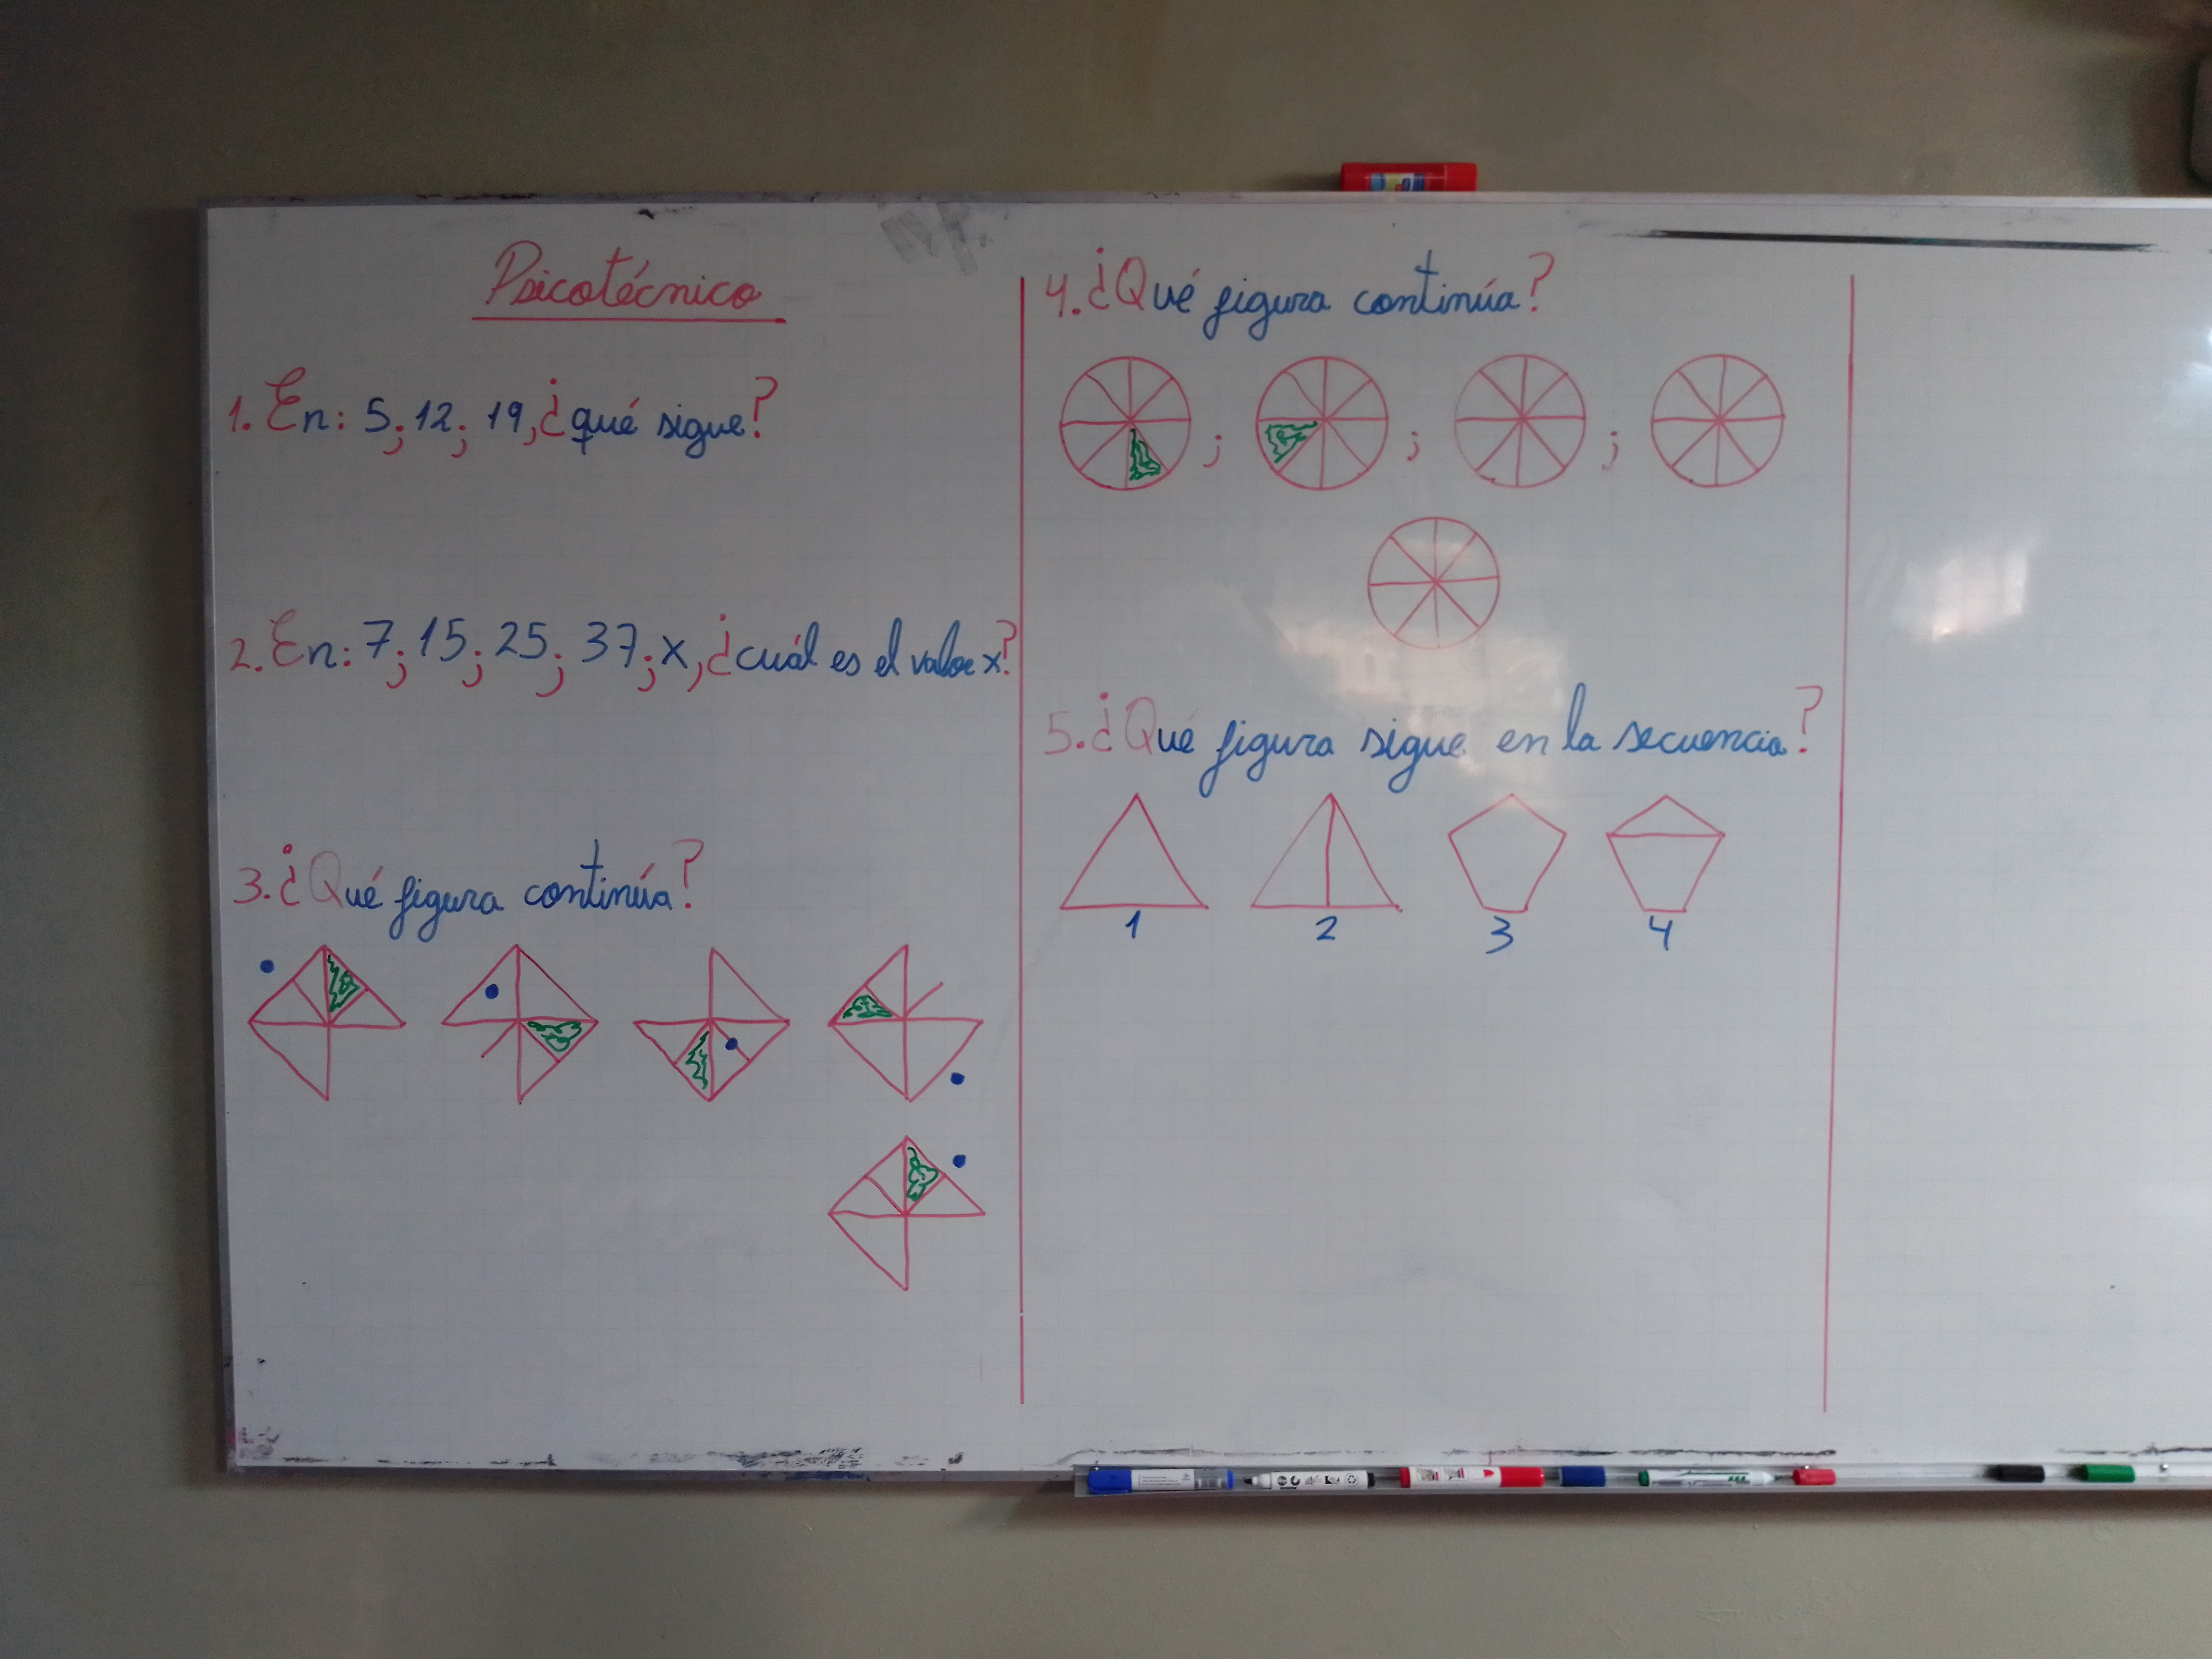 Psicotécnico
1. En: 5; 12; 19, ¿qué sigue?
2. En: 7; 15; 25; 37; x, ¿cuál es el valor x?
3. ¿Qué figura continúa?
4. ¿Qué figura continúa?
; ; ;
5. ¿Qué figura sigue en la secuencia?
1 2 3 4